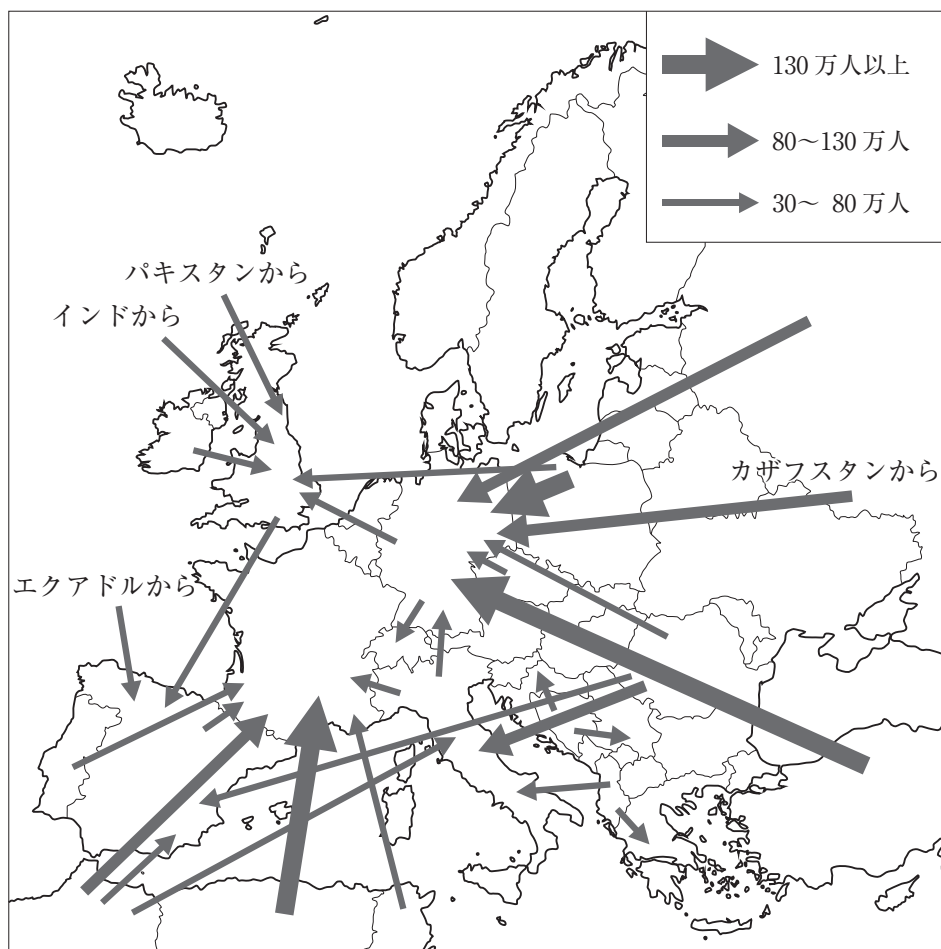 130 万人以上
80～130 万人
30～ 80 万人
パキスタンから
インドから
カザフスタンから
エクアドルから